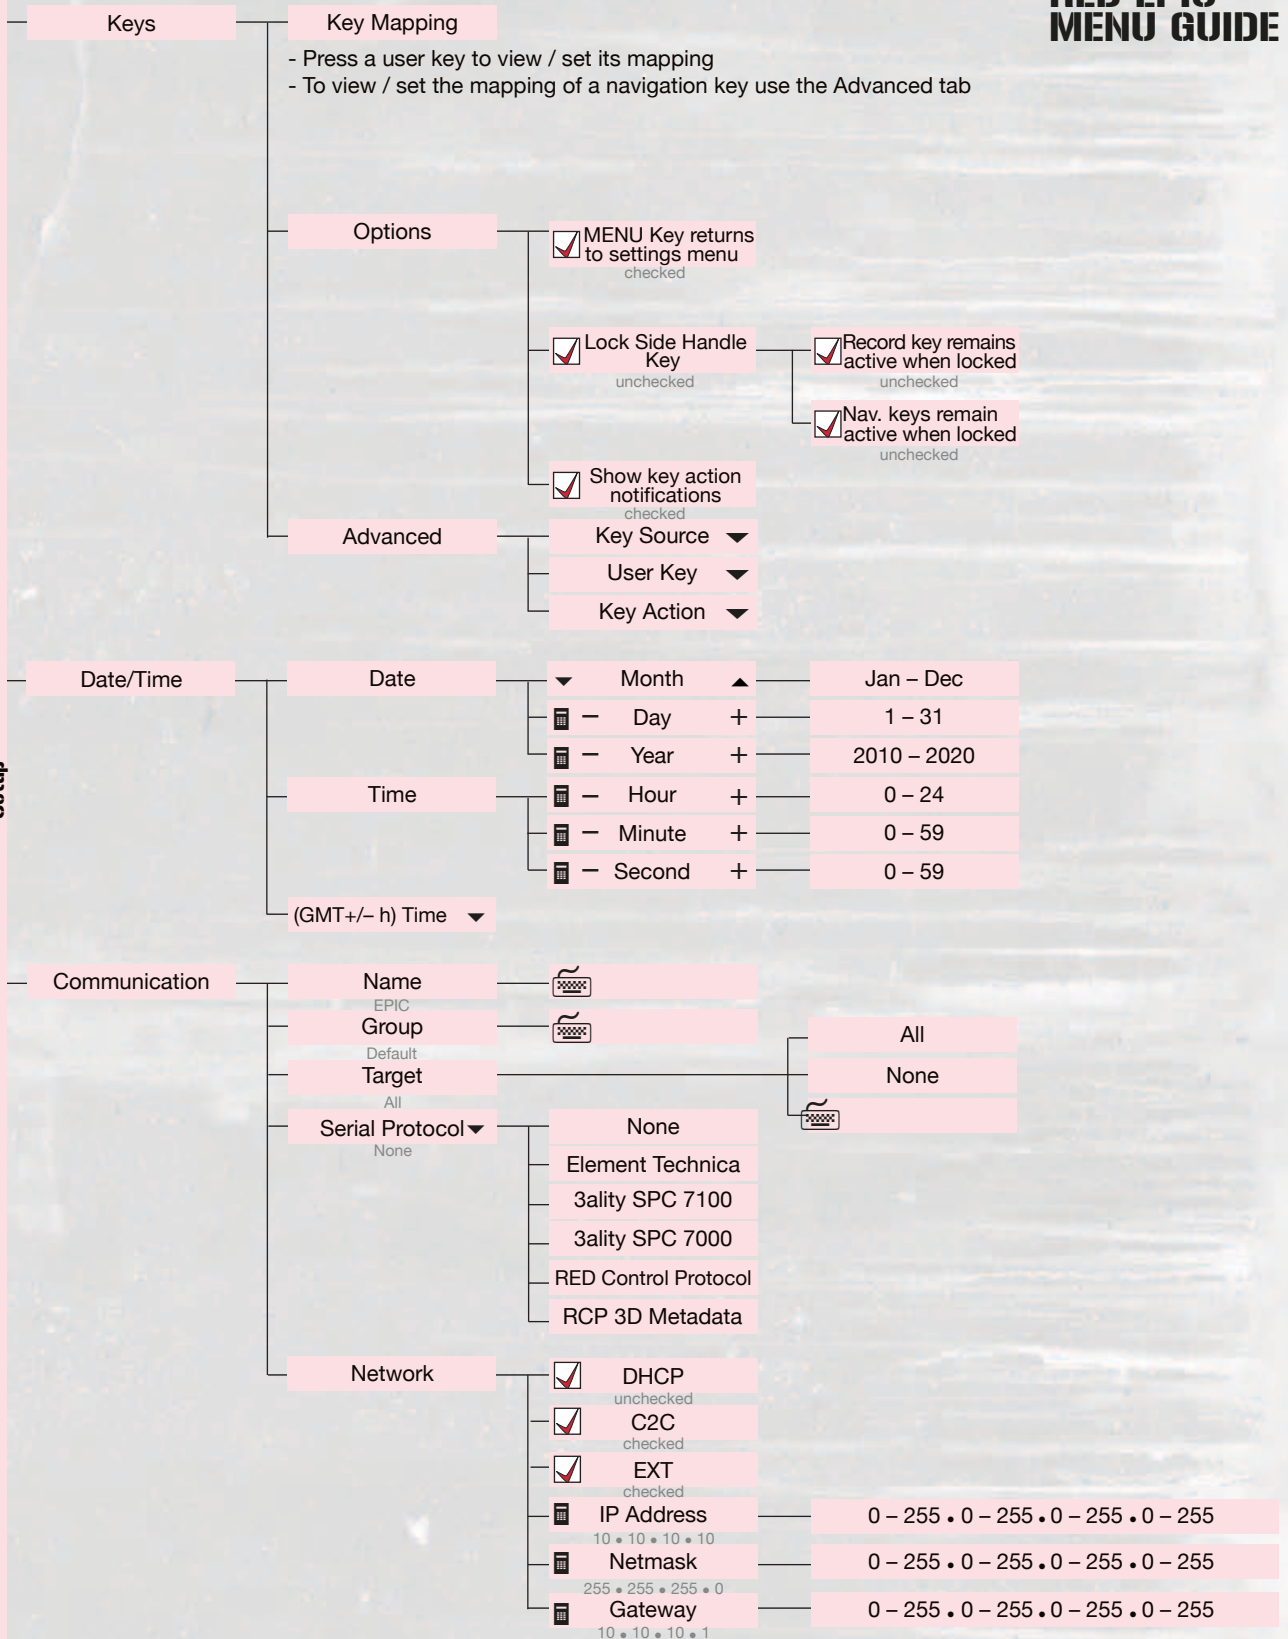 MENU GUIDE
Keys
Key Mapping
- Press a user key to view / set its mapping
- To view / set the mapping of a navigation key use the Advanced tab
Options
MENU Key returns
to settings menu
checked
Lock Side Handle
Key
unchecked
Record key remains
active when locked
unchecked
Nav. keys remain
active when locked
unchecked
Show key action
notifications
checked
Advanced
Key Source
User Key
Key Action
Date/Time
Date
Month
Jan – Dec
– Day +
1 – 31
– Year +
2010 – 2020
Time
– Hour +
0 – 24
– Minute +
0 – 59
– Second +
0 – 59
(GMT+/– h) Time
Communication
Name
EPIC
Group
Default
Target
All
All
None
Serial Protocol
None
None
Element Technica
3ality SPC 7100
3ality SPC 7000
RED Control Protocol
RCP 3D Metadata
Network
DHCP
unchecked
C2C
checked
EXT
checked
IP Address
10 • 10 • 10 • 10
0 – 255 • 0 – 255 • 0 – 255 • 0 – 255
Netmask
255 • 255 • 255 • 0
0 – 255 • 0 – 255 • 0 – 255 • 0 – 255
Gateway
10 • 10 • 10 • 1
0 – 255 • 0 – 255 • 0 – 255 • 0 – 255